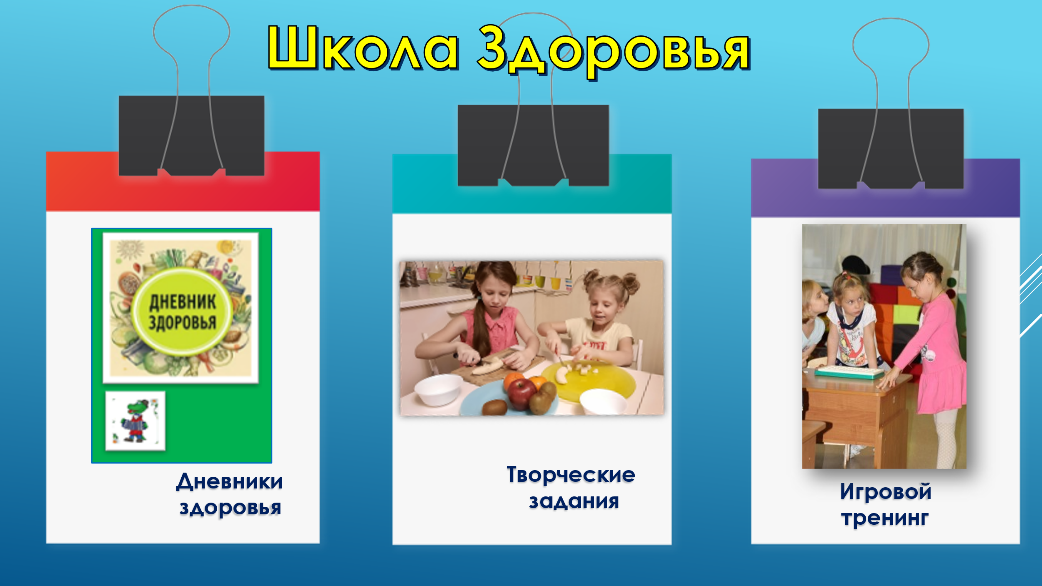 Школа Здоровья
ДНЕВНИК
ЗДОРОВЬЯ
Дневники
здоровья
Творческие
задания
Игровой
тренинг